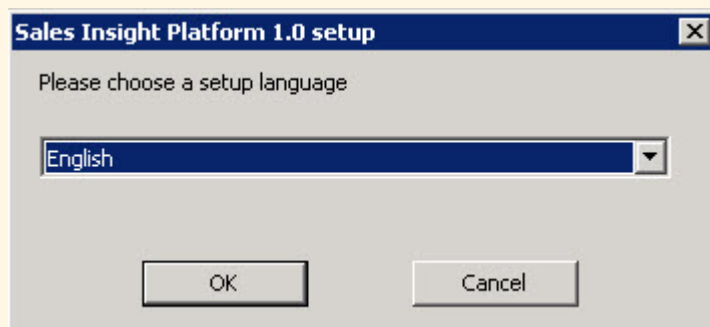 Sales Insight Platform 1.0 setup
Please choose a setup language
English
OK
Cancel